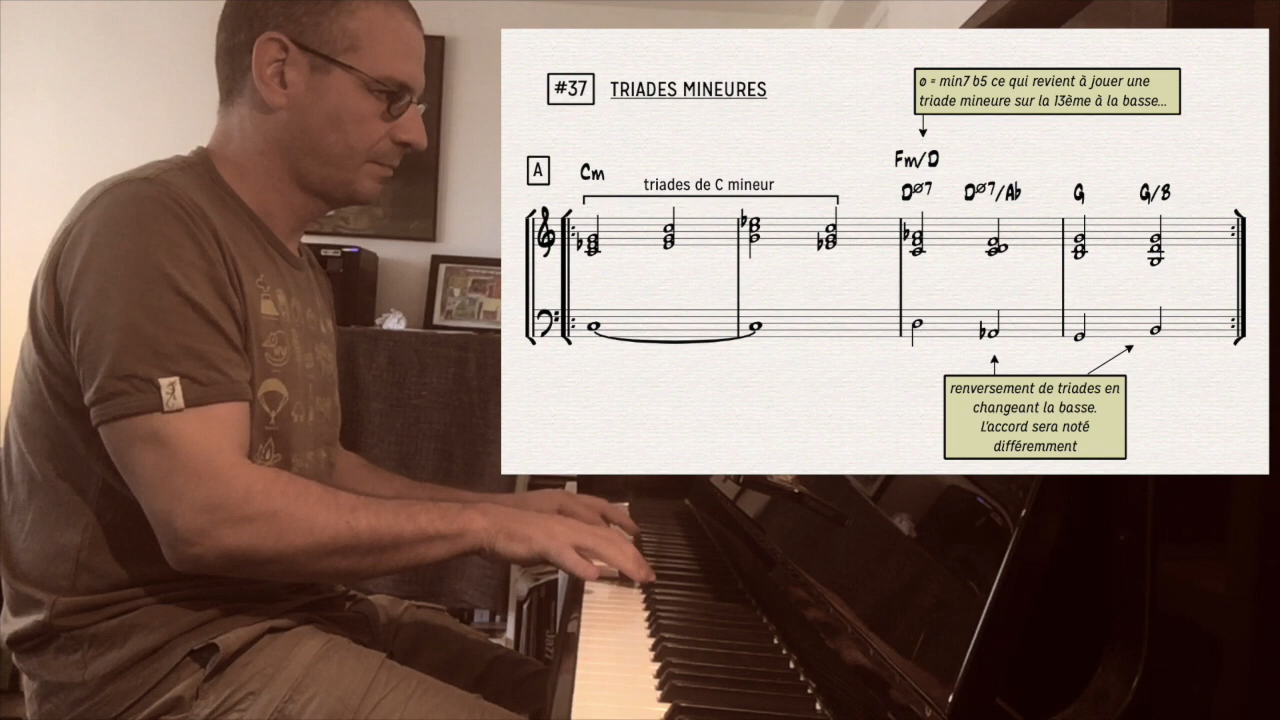 #37 TRIADES MINEURES
ø = min7 b5 ce qui revient à jouer une
triade mineure sur la 13ème à la basse...
Fm/D
A Cm triades de C mineur Dø7 Dø7/Ab G G/B
renversement de triades en
changeant la basse.
L'accord sera noté
différemment